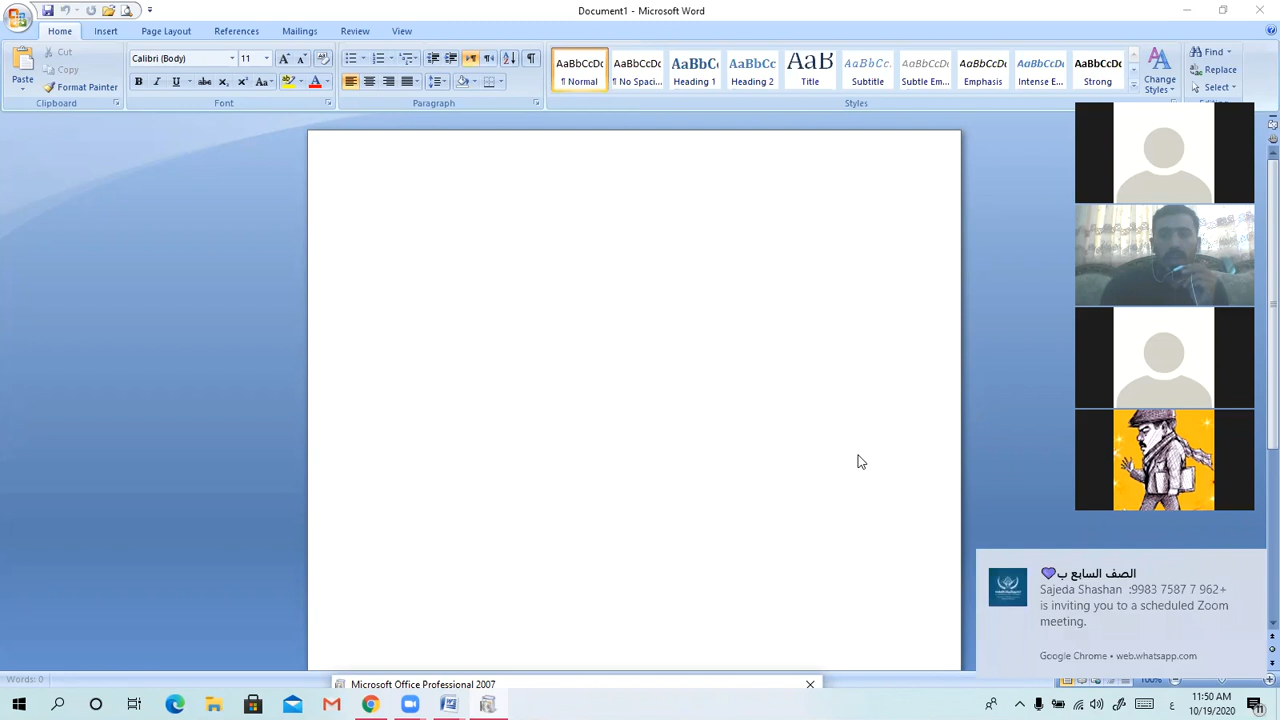 Document1 - Microsoft Word
Home Insert Page Layout References Mailings Review View
Paste
Cut
Copy
Format Painter
Clipboard
Calibri (Body) 11
Font
Paragraph
AaBbCcDc AaBbCcDc AaBbC AaBbCc AaB AaBbCc. AaBbCcDc AaBbCcDc AaBbCcDc AaBbCcDc
¶ Normal ¶ No Spaci... Heading 1 Heading 2 Title Subtitle Subtle Em... Emphasis Intense E... Strong
Styles
Change
Styles
Find
Replace
Select
الصف السابع ب💜
Sajeda Shashan :9983 7587 7 962+
is inviting you to a scheduled Zoom
meeting.
Google Chrome • web.whatsapp.com
Words: 0
Microsoft Office Professional 2007
100%
11:50 AM
10/19/2020